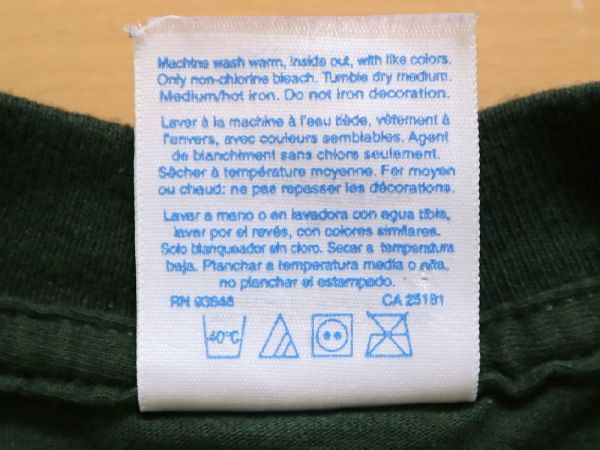 Machine wash warm, inside out, with like colors.
Only non-chlorine bleach. Tumble dry medium.
Medium/hot iron. Do not iron decoration.
Laver à la machine à l'eau tiède, vêtement à
l'envers, avec couleurs semblables. Agent
de blanchiment sans chlore seulement.
Sécher à température moyenne. Fer moyen
ou chaud: ne pas repasser les décorations.
Lavar a mano o en lavadora con agua tibia,
lavar por el revés, con colores similares.
Solo blanqueador sin cloro. Secar a temperatura
baja. Planchar a temperatura media o alta,
no planchar el estampado.
RN 93846 CA 25181
40°C